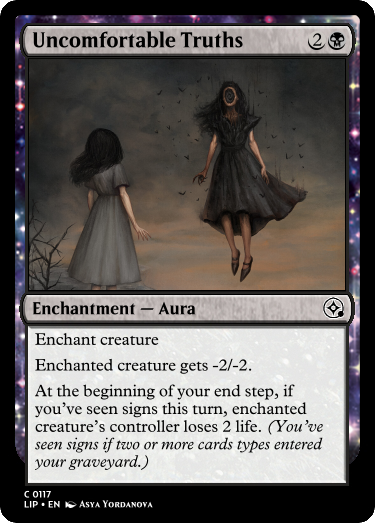 Uncomfortable Truths 2
Enchantment — Aura
Enchant creature
Enchanted creature gets -2/-2.
At the beginning of your end step, if
you've seen signs this turn, enchanted
creature's controller loses 2 life. (You've
seen signs if two or more cards types entered
your graveyard.)
C 0117
LIP • EN Asya Yordanova